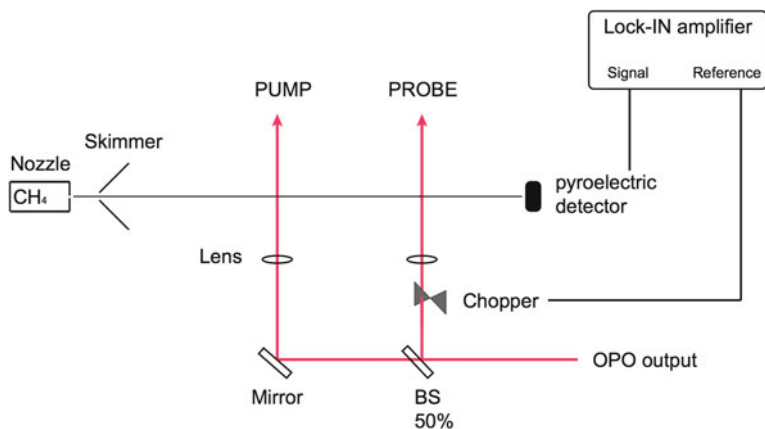 Lock-IN amplifier
Signal
Reference
PUMP
PROBE
Skimmer
Nozzle
CH₄
pyroelectric
detector
Lens
Chopper
OPO output
Mirror
BS
50%